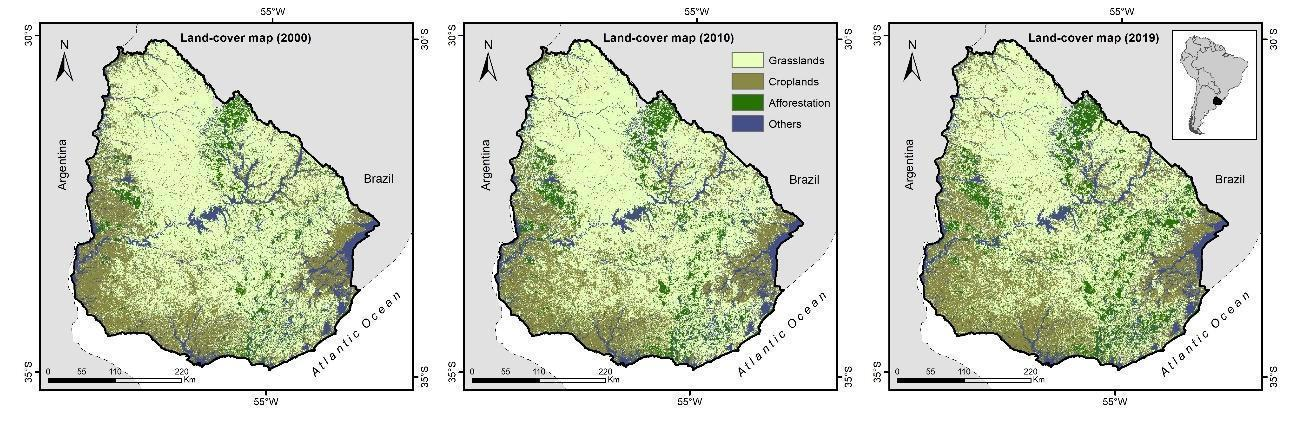 55°W
55°W
55°W
30°S
N
Land-cover map (2000)
30°S
Argentina
Brazil
Atlantic Ocean
35°S
0 55 110 220
Km
35°S
55°W
30°S
N
Land-cover map (2010)
30°S
Grasslands
Croplands
Afforestation
Others
Argentina
Brazil
Atlantic Ocean
35°S
0 55 110 220
Km
35°S
55°W
N
Land-cover map (2019)
30°S
Argentina
Brazil
Atlantic Ocean
0 55 110 220
Km
35°S
55°W